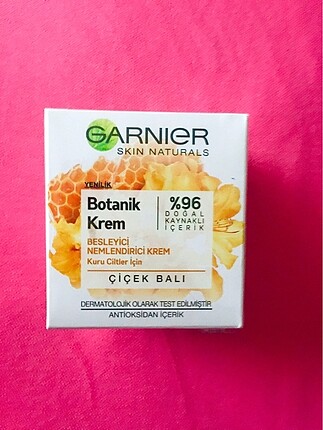 GARNIER
SKIN NATURALS
YENİLİK
Botanik
Krem
%96
DOĞAL
KAYNAKLI
İÇERİK
BESLEYİCİ
NEMLENDİRİCİ KREM
Kuru Ciltler İçin
ÇİÇEK BALI
DERMATOLOJİK OLARAK TEST EDİLMİŞTİR
ANTİOKSİDAN İÇERİK